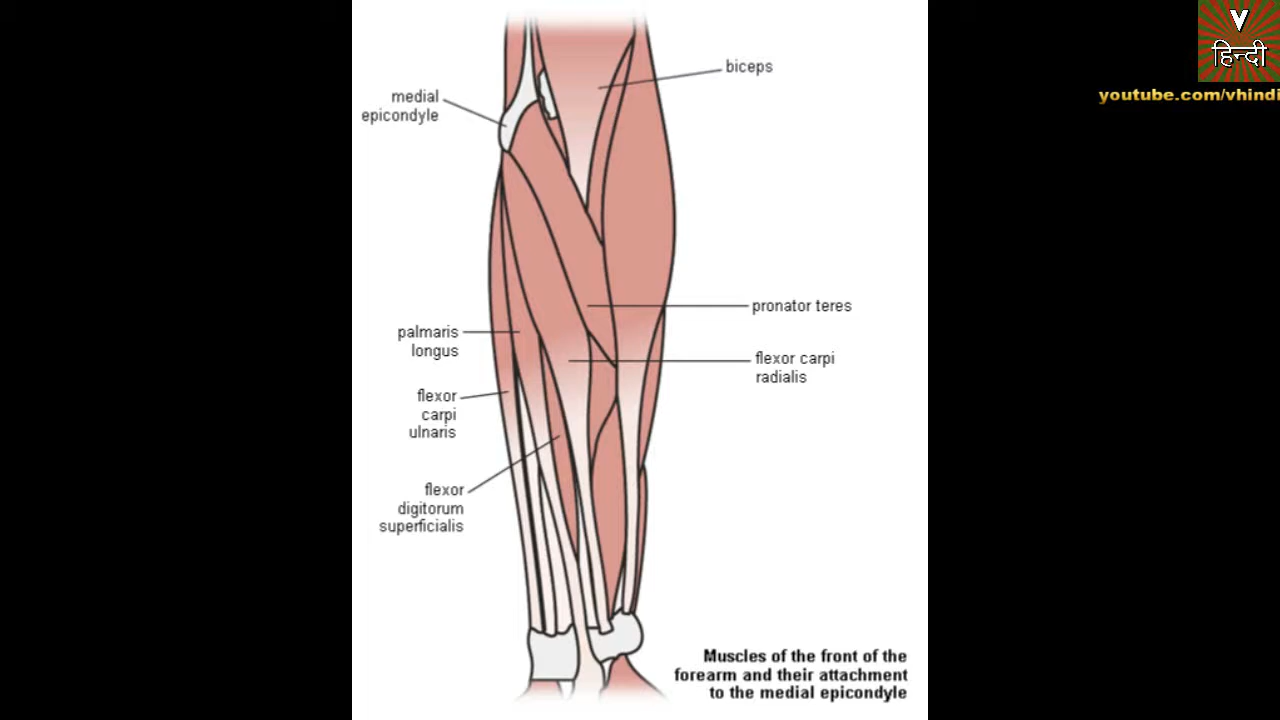 V
हिन्दी
youtube.com/vhindi
biceps
medial
epicondyle
pronator teres
palmaris
longus
flexor carpi
radialis
flexor
carpi
ulnaris
flexor
digitorum
superficialis
Muscles of the front of the
forearm and their attachment
to the medial epicondyle